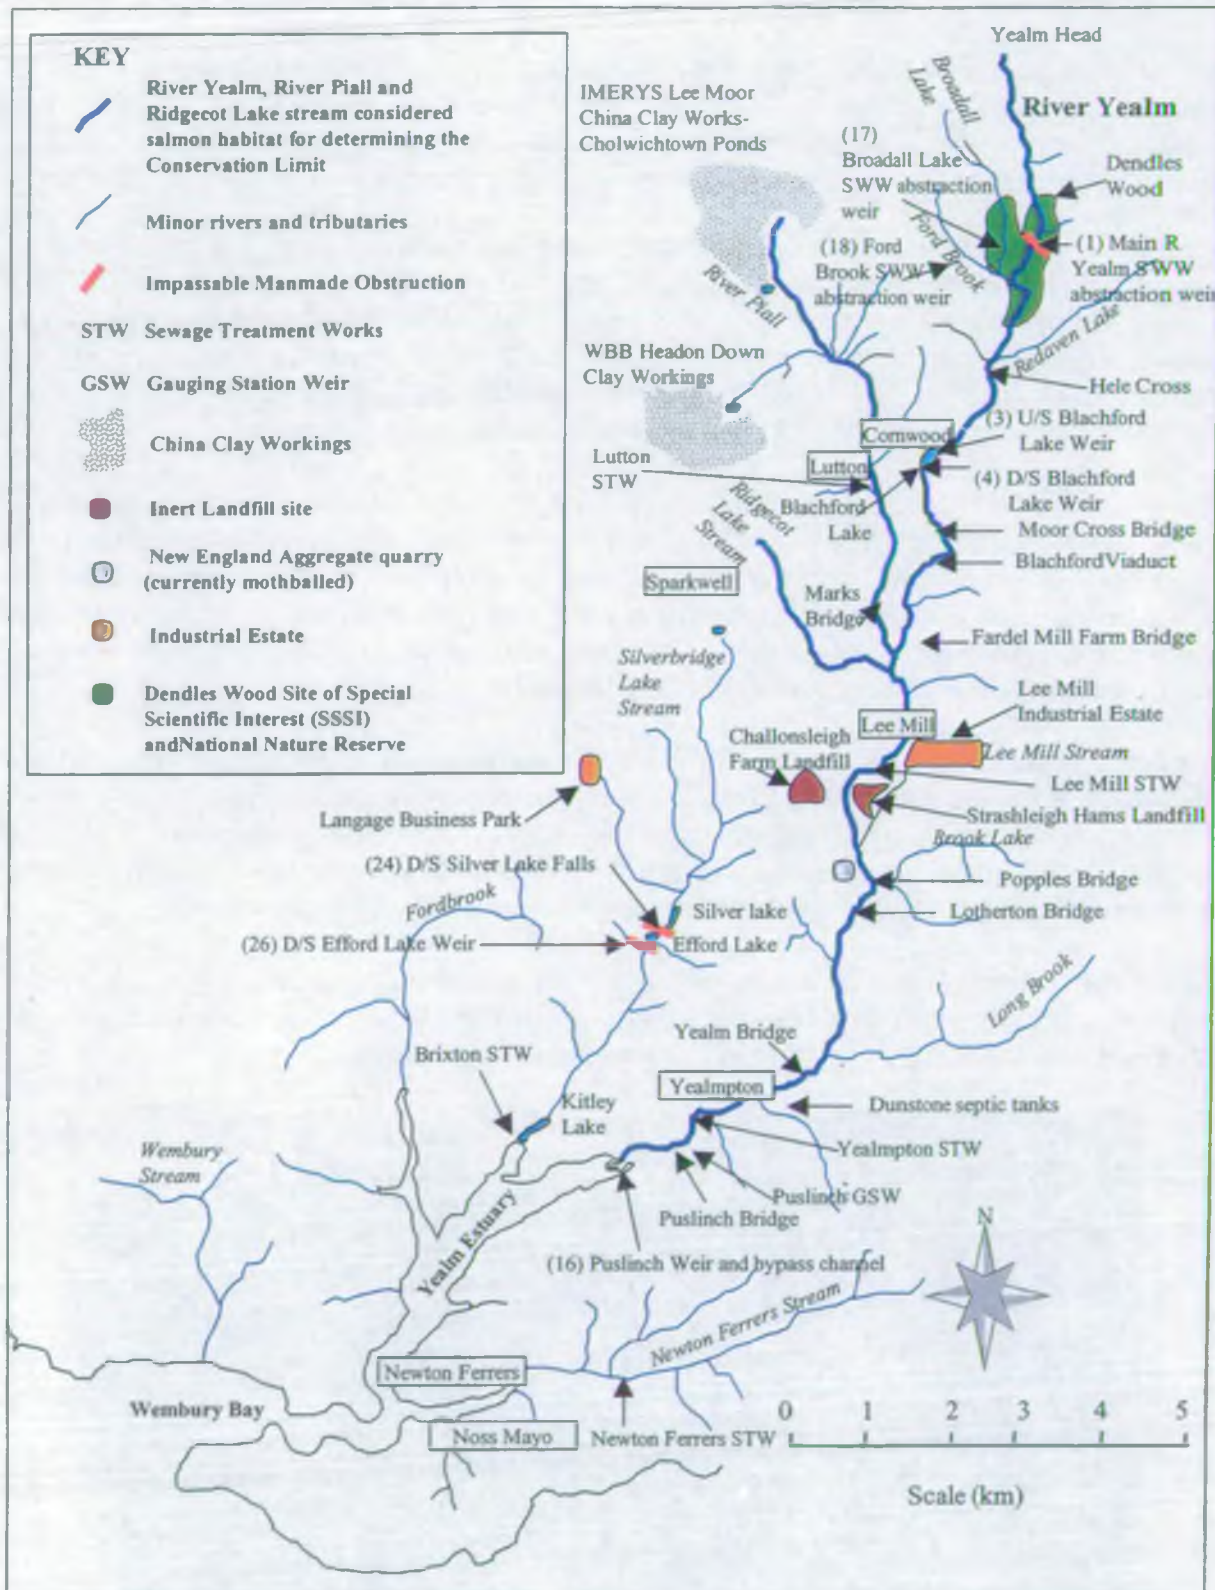 KEY
River Yealm, River Piall and
Ridgecot Lake stream considered
salmon habitat for determining the
Conservation Limit
Minor rivers and tributaries
Impassable Manmade Obstruction
STW Sewage Treatment Works
GSW Gauging Station Weir
China Clay Workings
Inert Landfill site
New England Aggregate quarry
(currently mothballed)
Industrial Estate
Dendles Wood Site of Special
Scientific Interest (SSSI)
andNational Nature Reserve
Yealm Head
Broadall
Lake
River Yealm
IMERYS Lee Moor
China Clay Works-
Cholwichtown Ponds
(17)
Broadall Lake
SWW abstraction
weir
Dendles
Wood
Ford Brook
(18) Ford
Brook SWW
abstraction weir
(1) Main R
Yealm SWW
abstraction weir
River Piall
Redaven Lake
WBB Headon Down
Clay Workings
Hele Cross
Cornwood
(3) U/S Blachford
Lake Weir
Lutton
STW
Lutton
(4) D/S Blachford
Lake Weir
Ridgecot
Lake
Stream
Blachford
Lake
Moor Cross Bridge
Blachford Viaduct
Sparkwell
Marks
Bridge
Fardel Mill Farm Bridge
Silverbridge
Lake
Stream
Lee Mill
Industrial Estate
Lee Mill
Challonsleigh
Farm Landfill
Lee Mill Stream
Lee Mill STW
Langage Business Park
Strashleigh Hams Landfill
Brook Lake
(24) D/S Silver Lake Falls
Popples Bridge
Fordbrook
Silver lake
Lotherton Bridge
(26) D/S Efford Lake Weir
Efford Lake
Long Brook
Yealm Bridge
Brixton STW
Yealmpton
Kitley
Lake
Dunstone septic tanks
Yealmpton STW
Wembury
Stream
Puslinch GSW
Puslinch Bridge
Yealm Estuary
(16) Puslinch Weir and bypass channel
N
Newton Ferrers Stream
Newton Ferrers
Wembury Bay
Noss Mayo
Newton Ferrers STW
0 1 2 3 4 5
Scale (km)